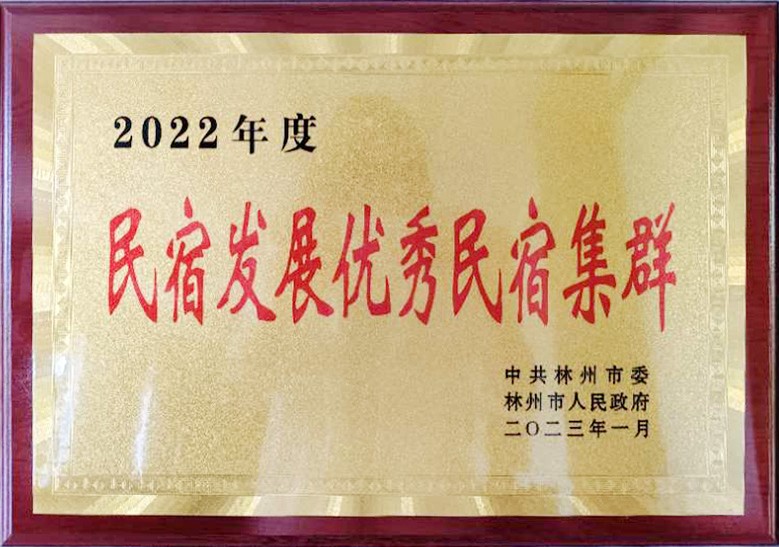 2022年度
民宿发展优秀民宿集群
中共林州市委
林州市人民政府
二〇二三年一月